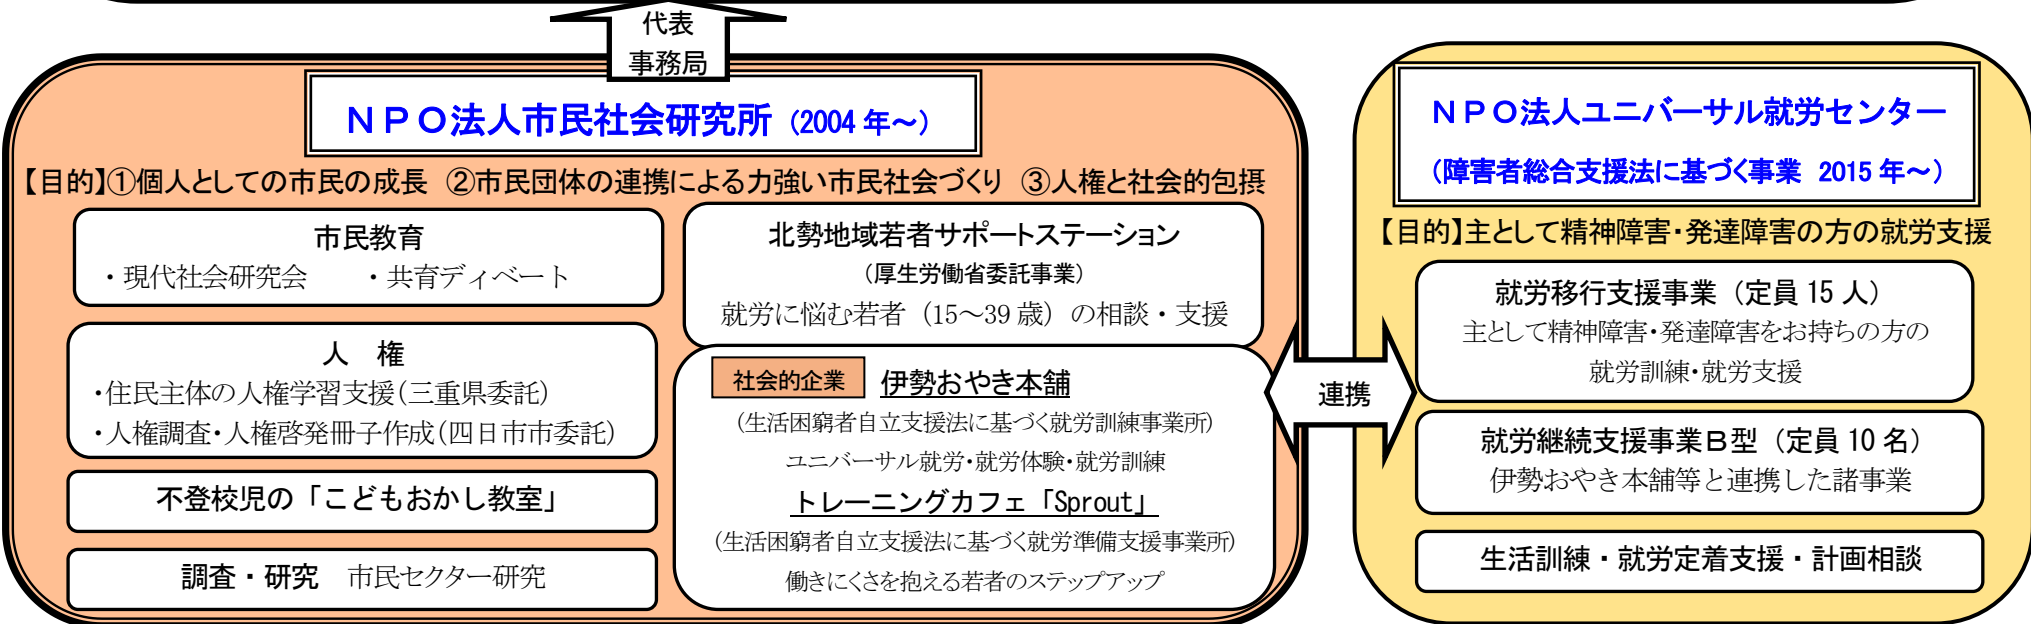 代表
事務局
ＮＰＯ法人市民社会研究所（2004年～）
【目的】①個人としての市民の成長　②市民団体の連携による力強い市民社会づくり　③人権と社会的包摂
市民教育
・現代社会研究会　　・共育ディベート
人　権
・住民主体の人権学習支援（三重県委託）
・人権調査・人権啓発冊子作成（四日市市委託）
不登校児の「こどもおかし教室」
調査・研究　市民セクター研究
北勢地域若者サポートステーション
（厚生労働省委託事業）
就労に悩む若者（15～39歳）の相談・支援
社会的企業　伊勢おやき本舗
（生活困窮者自立支援法に基づく就労訓練事業所）
ユニバーサル就労・就労体験・就労訓練
トレーニングカフェ「Sprout」
（生活困窮者自立支援法に基づく就労準備支援事業所）
働きにくさを抱える若者のステップアップ
連携
ＮＰＯ法人ユニバーサル就労センター
（障害者総合支援法に基づく事業　2015年～）
【目的】主として精神障害・発達障害の方の就労支援
就労移行支援事業（定員15人）
主として精神障害・発達障害をお持ちの方の
就労訓練・就労支援
就労継続支援事業Ｂ型（定員10名）
伊勢おやき本舗等と連携した諸事業
生活訓練・就労定着支援・計画相談